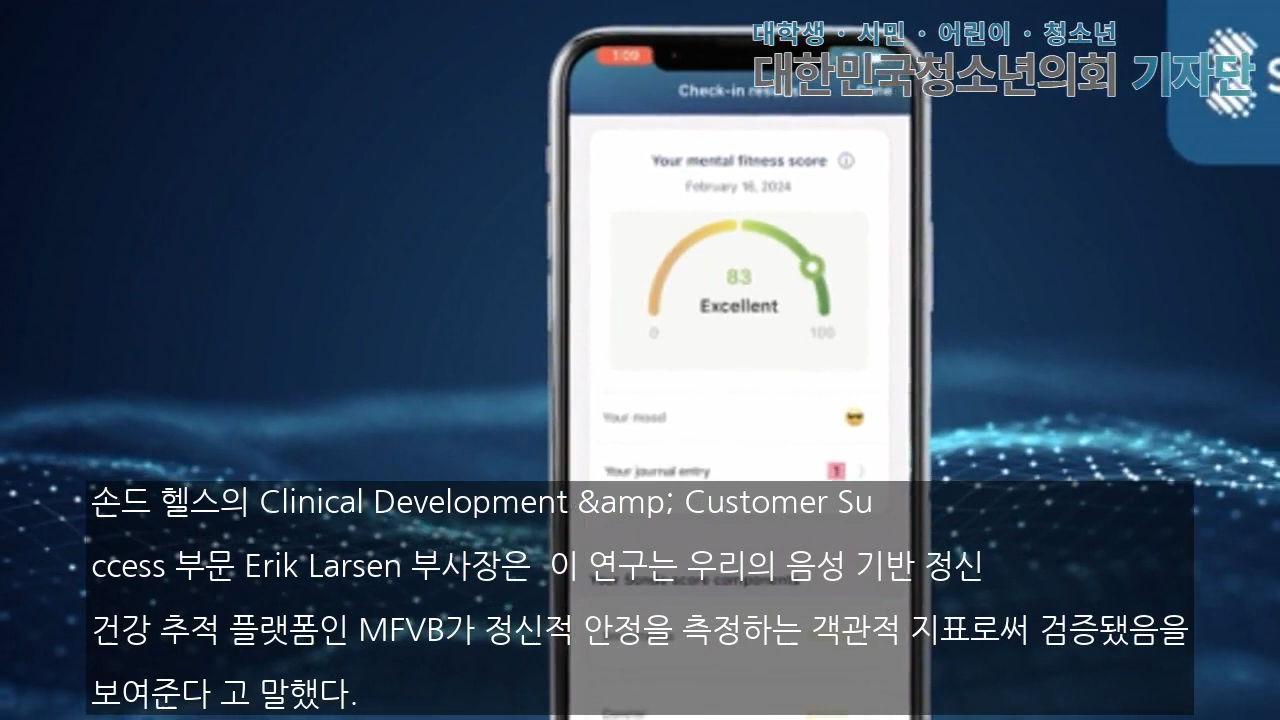 대학생 · 시민 · 어린이 · 청소년
대한민국청소년의회 기자단
S
1:09
Check-in
Your mental fitness score
February 16, 2024
83
Excellent
0
100
Your mood
Your journal entry
1
손드 헬스의 Clinical Development &amp; Customer Su
ccess 부문 Erik Larsen 부사장은  이 연구는 우리의 음성 기반 정신
건강 추적 플랫폼인 MFVB가 정신적 안정을 측정하는 객관적 지표로써 검증됐음을
보여준다 고 말했다.